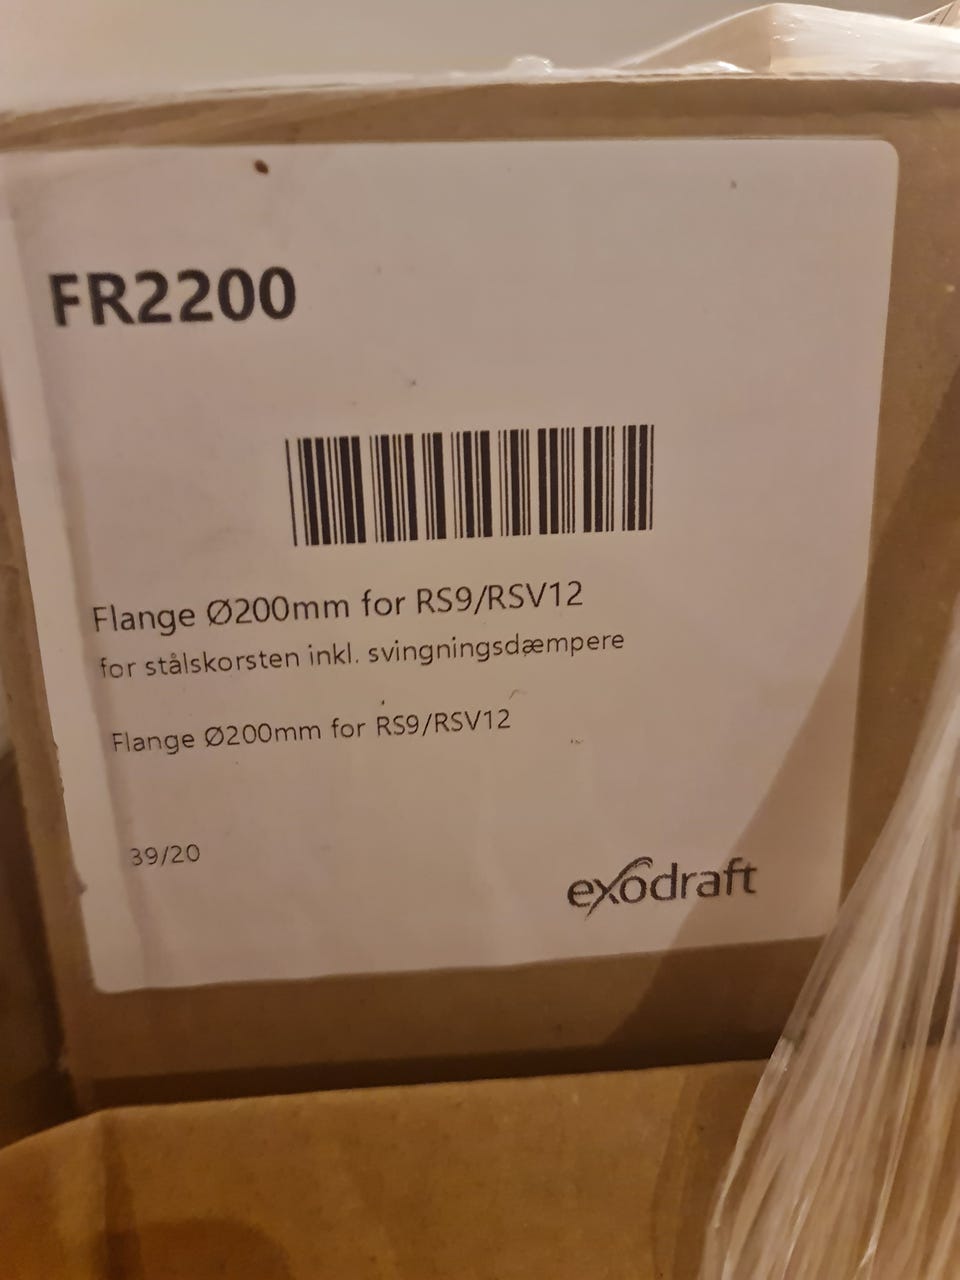 FR2200
Flange Ø200mm for RS9/RSV12
for stålskorsten inkl. svingningsdæmpere
Flange Ø200mm for RS9/RSV12
39/20
exodraft